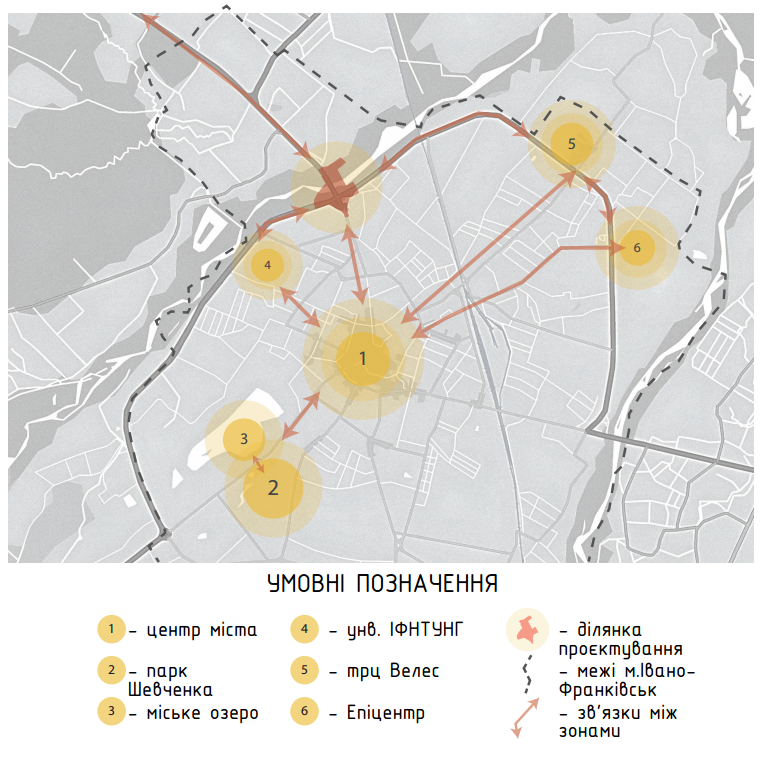 5
6
4
1
3
2
УМОВНІ ПОЗНАЧЕННЯ
1 – центр міста
2 – парк
Шевченка
3 – міське озеро
4 – унв. ІФНТУНГ
5 – трц Велес
6 – Епіцентр
– ділянка
проєктування
– межі м.Івано-
Франківськ
– зв'язки між
зонами